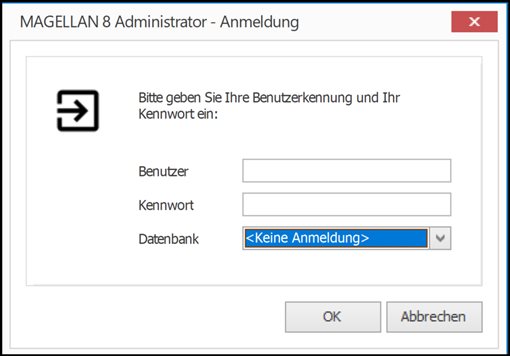 MAGELLAN 8 Administrator - Anmeldung
Bitte geben Sie Ihre Benutzerkennung und Ihr
Kennwort ein:
Benutzer
Kennwort
Datenbank
<Keine Anmeldung>
OK
Abbrechen